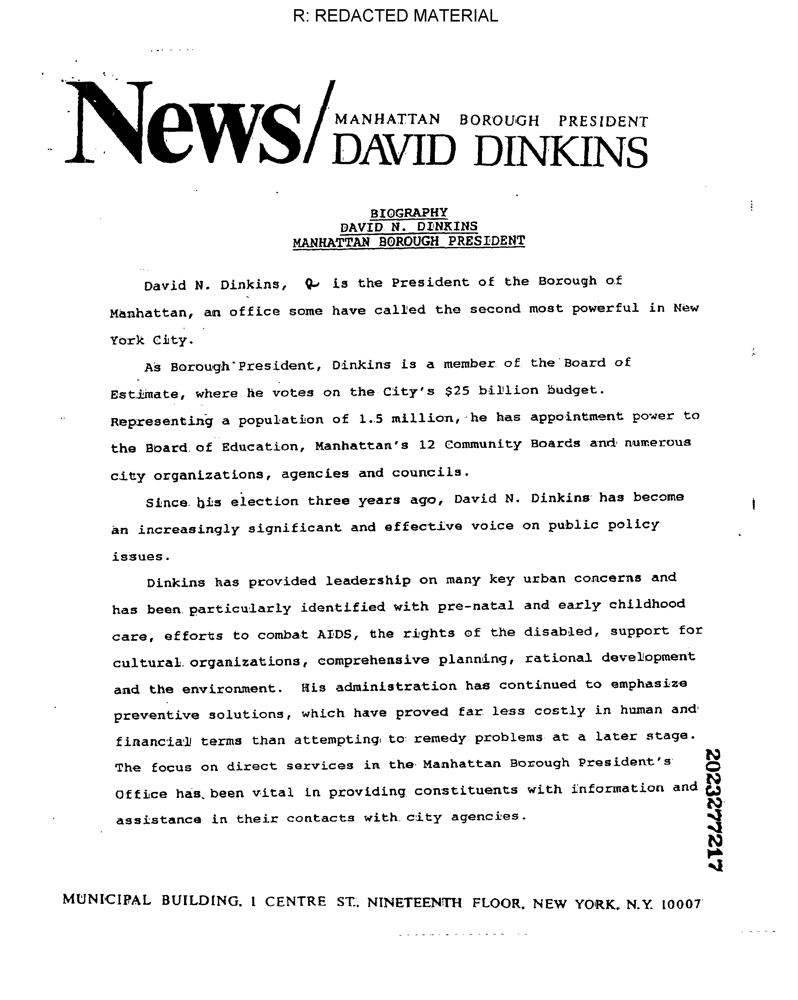 R: REDACTED MATERIAL
News/
MANHATTAN BOROUGH PRESIDENT
DAVID DINKINS
BIOGRAPHY
DAVID N. DINKINS
MANHATTAN BOROUGH PRESIDENT
David N. Dinkins, R is the President of the Borough of
Manhattan, an office some have called the second most powerful in New
York City.
As Borough President, Dinkins is a member of the Board of
Estimate, where he votes on the City's $25 billion budget.
Representing a population of 1.5 million, he has appointment power to
the Board of Education, Manhattan's 12 Community Boards and numerous
city organizations, agencies and councils.
Since his election three years ago, David N. Dinkins has become
an increasingly significant and effective voice on public policy
issues.
Dinkins has provided leadership on many key urban concerns and
has been particularly identified with pre-natal and early childhood
care, efforts to combat AIDS, the rights of the disabled, support for
cultural organizations, comprehensive planning, rational development
and the environment. His administration has continued to emphasize
preventive solutions, which have proved far less costly in human and
financial terms than attempting to remedy problems at a later stage.
The focus on direct services in the Manhattan Borough President's
Office has been vital in providing constituents with information and
assistance in their contacts with city agencies.
2023277217
MUNICIPAL BUILDING, 1 CENTRE ST., NINETEENTH FLOOR, NEW YORK, N.Y. 10007